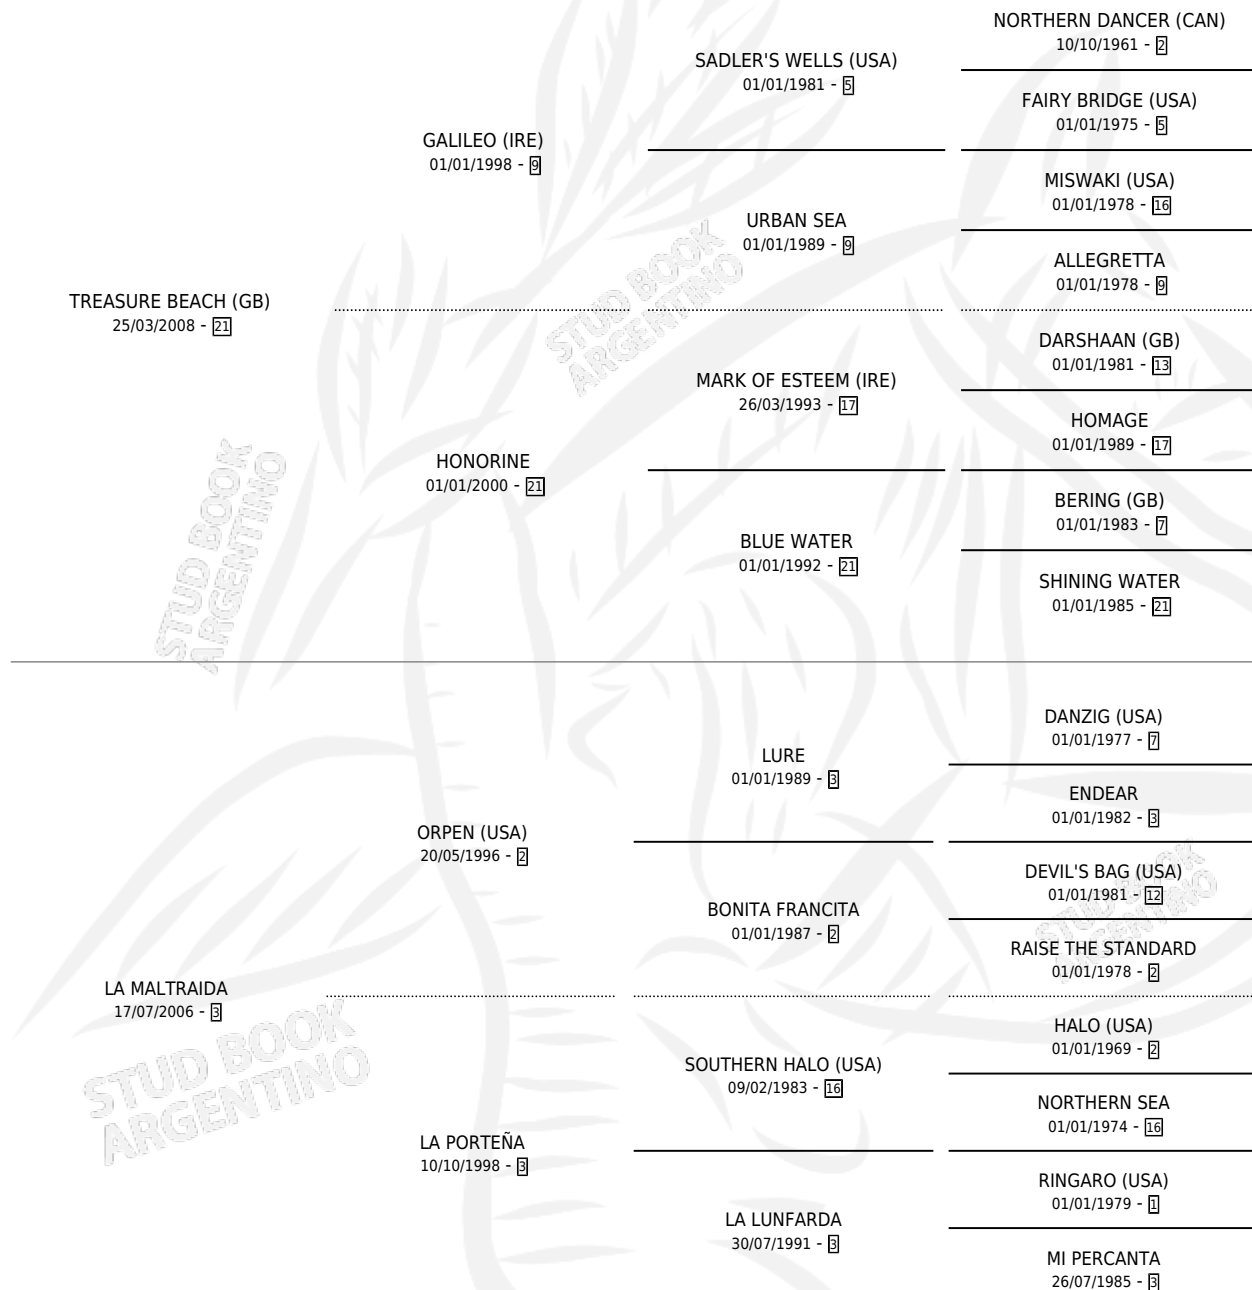 NORTHERN DANCER (CAN)
10/10/1961 - 2
SADLER'S WELLS (USA)
01/01/1981 - 5
FAIRY BRIDGE (USA)
01/01/1975 - 5
GALILEO (IRE)
01/01/1998 - 9
MISWAKI (USA)
01/01/1978 - 16
URBAN SEA
01/01/1989 - 9
ALLEGRETTA
01/01/1978 - 9
TREASURE BEACH (GB)
25/03/2008 - 21
DARSHAAN (GB)
01/01/1981 - 13
MARK OF ESTEEM (IRE)
26/03/1993 - 17
HOMAGE
01/01/1989 - 17
HONORINE
01/01/2000 - 21
BERING (GB)
01/01/1983 - 7
BLUE WATER
01/01/1992 - 21
SHINING WATER
01/01/1985 - 21
DANZIG (USA)
01/01/1977 - 7
LURE
01/01/1989 - 3
ENDEAR
01/01/1982 - 3
ORPEN (USA)
20/05/1996 - 2
DEVIL'S BAG (USA)
01/01/1981 - 12
BONITA FRANCITA
01/01/1987 - 2
RAISE THE STANDARD
01/01/1978 - 2
LA MALTRAIDA
17/07/2006 - 3
HALO (USA)
01/01/1969 - 2
SOUTHERN HALO (USA)
09/02/1983 - 16
NORTHERN SEA
01/01/1974 - 16
LA PORTEÑA
10/10/1998 - 3
RINGARO (USA)
01/01/1979 - 1
LA LUNFARDA
30/07/1991 - 3
MI PERCANTA
26/07/1985 - 3
STUD BOOK
ARGENTINO
STUD BOOK
ARGENTINO
STUD BOOK
ARGENTINO
STUD BOOK
ARGENTINO